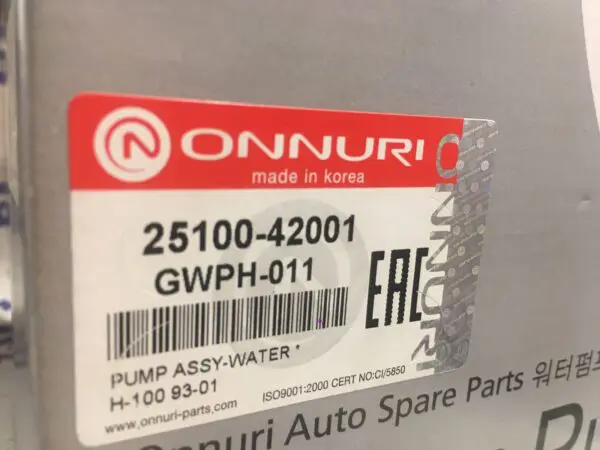 ONNURI
made in korea
25100-42001
GWPH-011
EAC
PUMP ASSY-WATER *
H-100 93-01
ISO9001:2000 CERT NO:CI/5850
www.onnuri-parts.com
ONNURI
Onnuri Auto Spare Parts 워터펌프